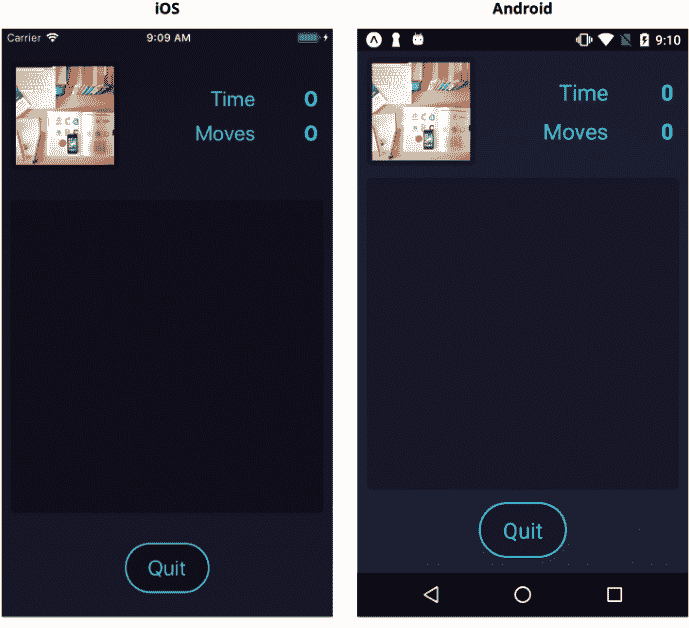 iOS
Carrier 9:09 AM
Time 0
Moves 0
Quit
Android
9:10
Time 0
Moves 0
Quit